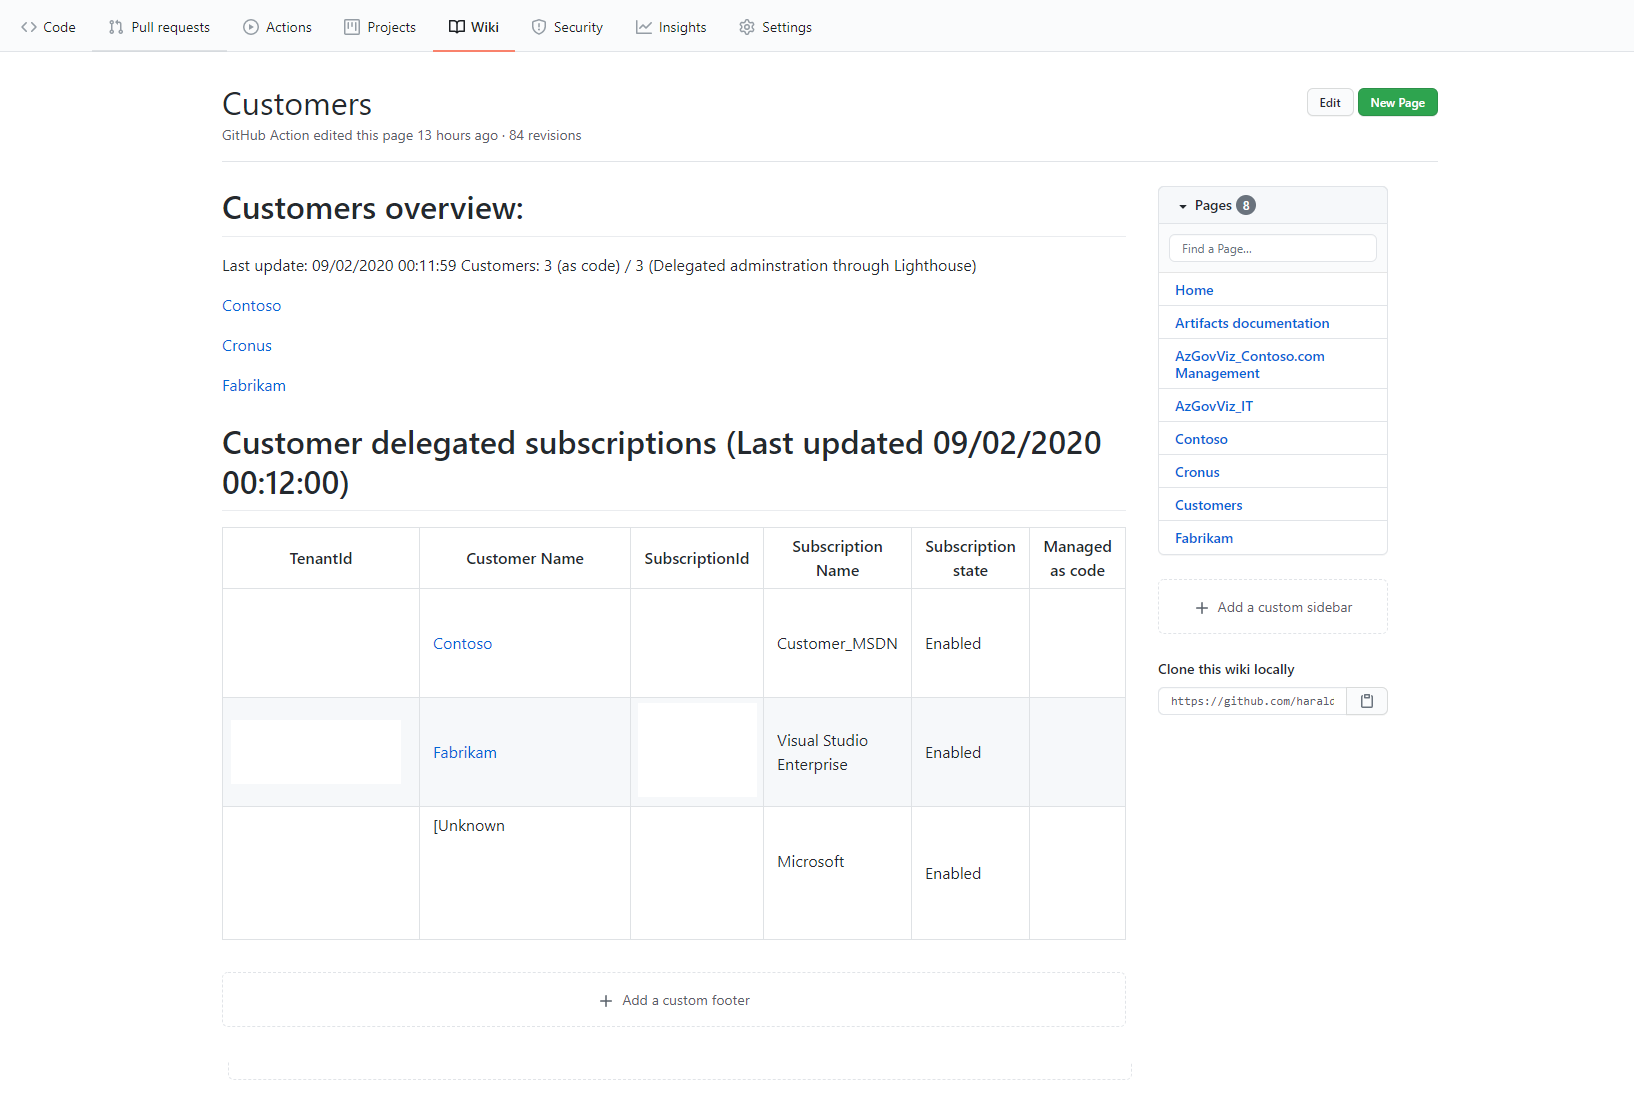 Code Pull requests Actions Projects Wiki Security Insights Settings
Customers
Edit New Page
GitHub Action edited this page 13 hours ago · 84 revisions
Customers overview:
Last update: 09/02/2020 00:11:59 Customers: 3 (as code) / 3 (Delegated adminstration through Lighthouse)
Contoso
Cronus
Fabrikam
Customer delegated subscriptions (Last updated 09/02/2020
00:12:00)
TenantId Customer Name SubscriptionId Subscription Name Subscription state Managed as code
Contoso Customer_MSDN Enabled
Fabrikam Visual Studio Enterprise Enabled
[Unknown Microsoft Enabled
+ Add a custom footer
Pages 8
Find a Page...
Home
Artifacts documentation
AzGovViz_Contoso.com
Management
AzGovViz_IT
Contoso
Cronus
Customers
Fabrikam
+ Add a custom sidebar
Clone this wiki locally
https://github.com/haralc